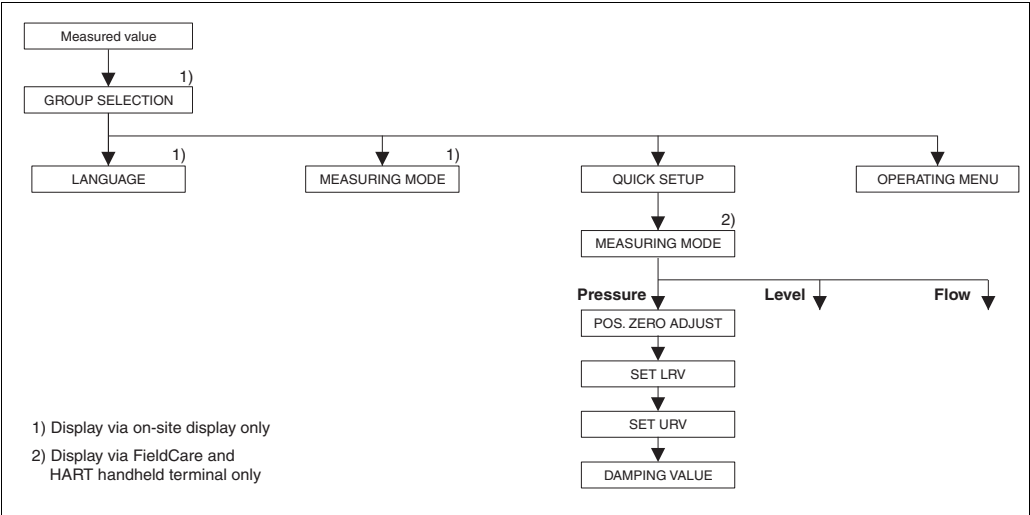 Measured value
1)
GROUP SELECTION
1)
1)
LANGUAGE
MEASURING MODE
QUICK SETUP
OPERATING MENU
2)
MEASURING MODE
Pressure
Level
Flow
POS. ZERO ADJUST
SET LRV
SET URV
DAMPING VALUE
1) Display via on-site display only
2) Display via FieldCare and
HART handheld terminal only